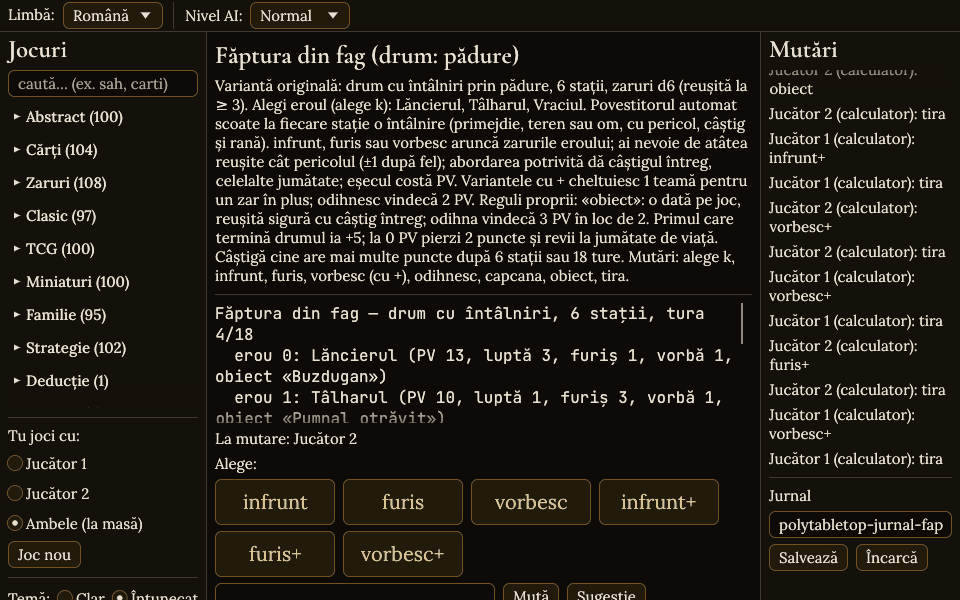 Limbă: Română ▼ Nivel AI: Normal ▼
Jocuri
caută... (ex. sah, carti)
▸ Abstract (100)
▸ Cărți (104)
▸ Zaruri (108)
▸ Clasic (97)
▸ TCG (100)
▸ Miniaturi (100)
▸ Familie (95)
▸ Strategie (102)
▸ Deducție (1)
Tu joci cu:
Jucător 1
Jucător 2
Ambele (la masă)
Joc nou
Temă: Clar Întunecat
Făptura din fag (drum: pădure)
Variantă originală: drum cu întâlniri prin pădure, 6 stații, zaruri d6 (reușită la
≥ 3). Alegi eroul (alege k): Lăncierul, Tâlharul, Vraciul. Povestitorul automat
scoate la fiecare stație o întâlnire (primejdie, teren sau om, cu pericol, câștig
și rană). infrunt, furis sau vorbesc aruncă zarurile eroului; ai nevoie de atâtea
reușite cât pericolul (±1 după fel); abordarea potrivită dă câștigul întreg,
celelalte jumătate; eșecul costă PV. Variantele cu + cheltuiesc 1 teamă pentru
un zar în plus; odihnesc vindecă 2 PV. Reguli proprii: «obiect»: o dată pe joc,
reușită sigură cu câștig întreg; odihna vindecă 3 PV în loc de 2. Primul care
termină drumul ia +5; la 0 PV pierzi 2 puncte și revii la jumătate de viață.
Câștigă cine are mai multe puncte după 6 stații sau 18 ture. Mutări: alege k,
infrunt, furis, vorbesc (cu +), odihnesc, capcana, obiect, tira.
Făptura din fag — drum cu întâlniri, 6 stații, tura
4/18
erou 0: Lăncierul (PV 13, luptă 3, furiș 1, vorbă 1,
obiect «Buzdugan»)
erou 1: Tâlharul (PV 10, luptă 1, furiș 3, vorbă 1,
obiect «Pumnal otrăvit»)
La mutare: Jucător 2
Alege:
infrunt furis vorbesc infrunt+
furis+ vorbesc+
Mută Sugestie
Mutări
Jucător 2 (calculator):
obiect
Jucător 2 (calculator): tira
Jucător 1 (calculator):
infrunt+
Jucător 1 (calculator): tira
Jucător 2 (calculator):
vorbesc+
Jucător 2 (calculator): tira
Jucător 1 (calculator):
vorbesc+
Jucător 1 (calculator): tira
Jucător 2 (calculator):
furis+
Jucător 2 (calculator): tira
Jucător 1 (calculator):
vorbesc+
Jucător 1 (calculator): tira
Jurnal
polytabletop-jurnal-fap
Salvează Încarcă